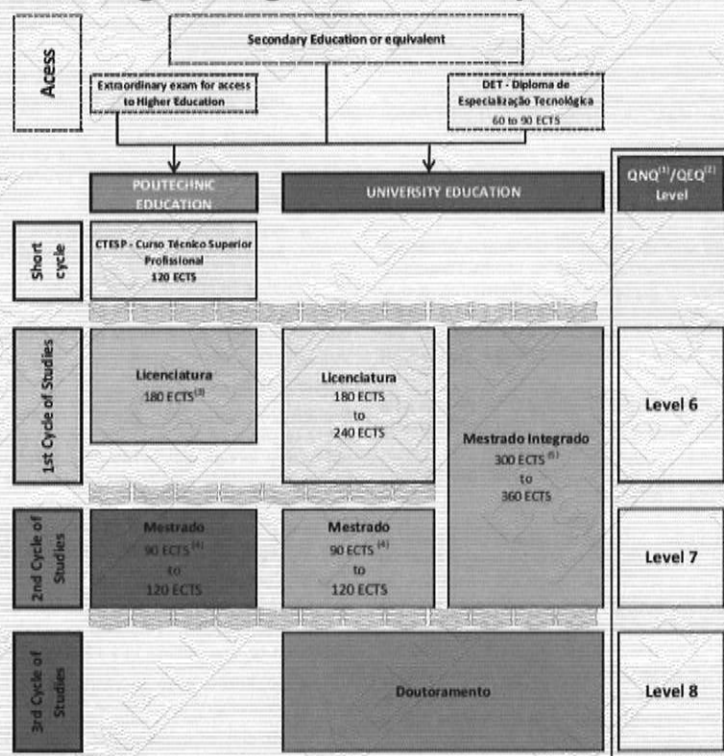 Acess
Secondary Education or equivalent
Extraordinary exam for access
to Higher Education
DET - Diploma de
Especialização Tecnológica
60 to 90 ECTS
POLITECHNIC
EDUCATION
UNIVERSITY EDUCATION
QNQ(1)/QEQ(2)
Level
Short
cycle
CTESP - Curso Técnico Superior
Profissional
120 ECTS
1st Cycle of Studies
Licenciatura
180 ECTS(3)
Licenciatura
180 ECTS
to
240 ECTS
Mestrado Integrado
300 ECTS (5)
to
360 ECTS
Level 6
2nd Cycle of
Studies
Mestrado
90 ECTS(4)
to
120 ECTS
Mestrado
90 ECTS(4)
to
120 ECTS
Level 7
3rd Cycle of
Studies
Doutoramento
Level 8